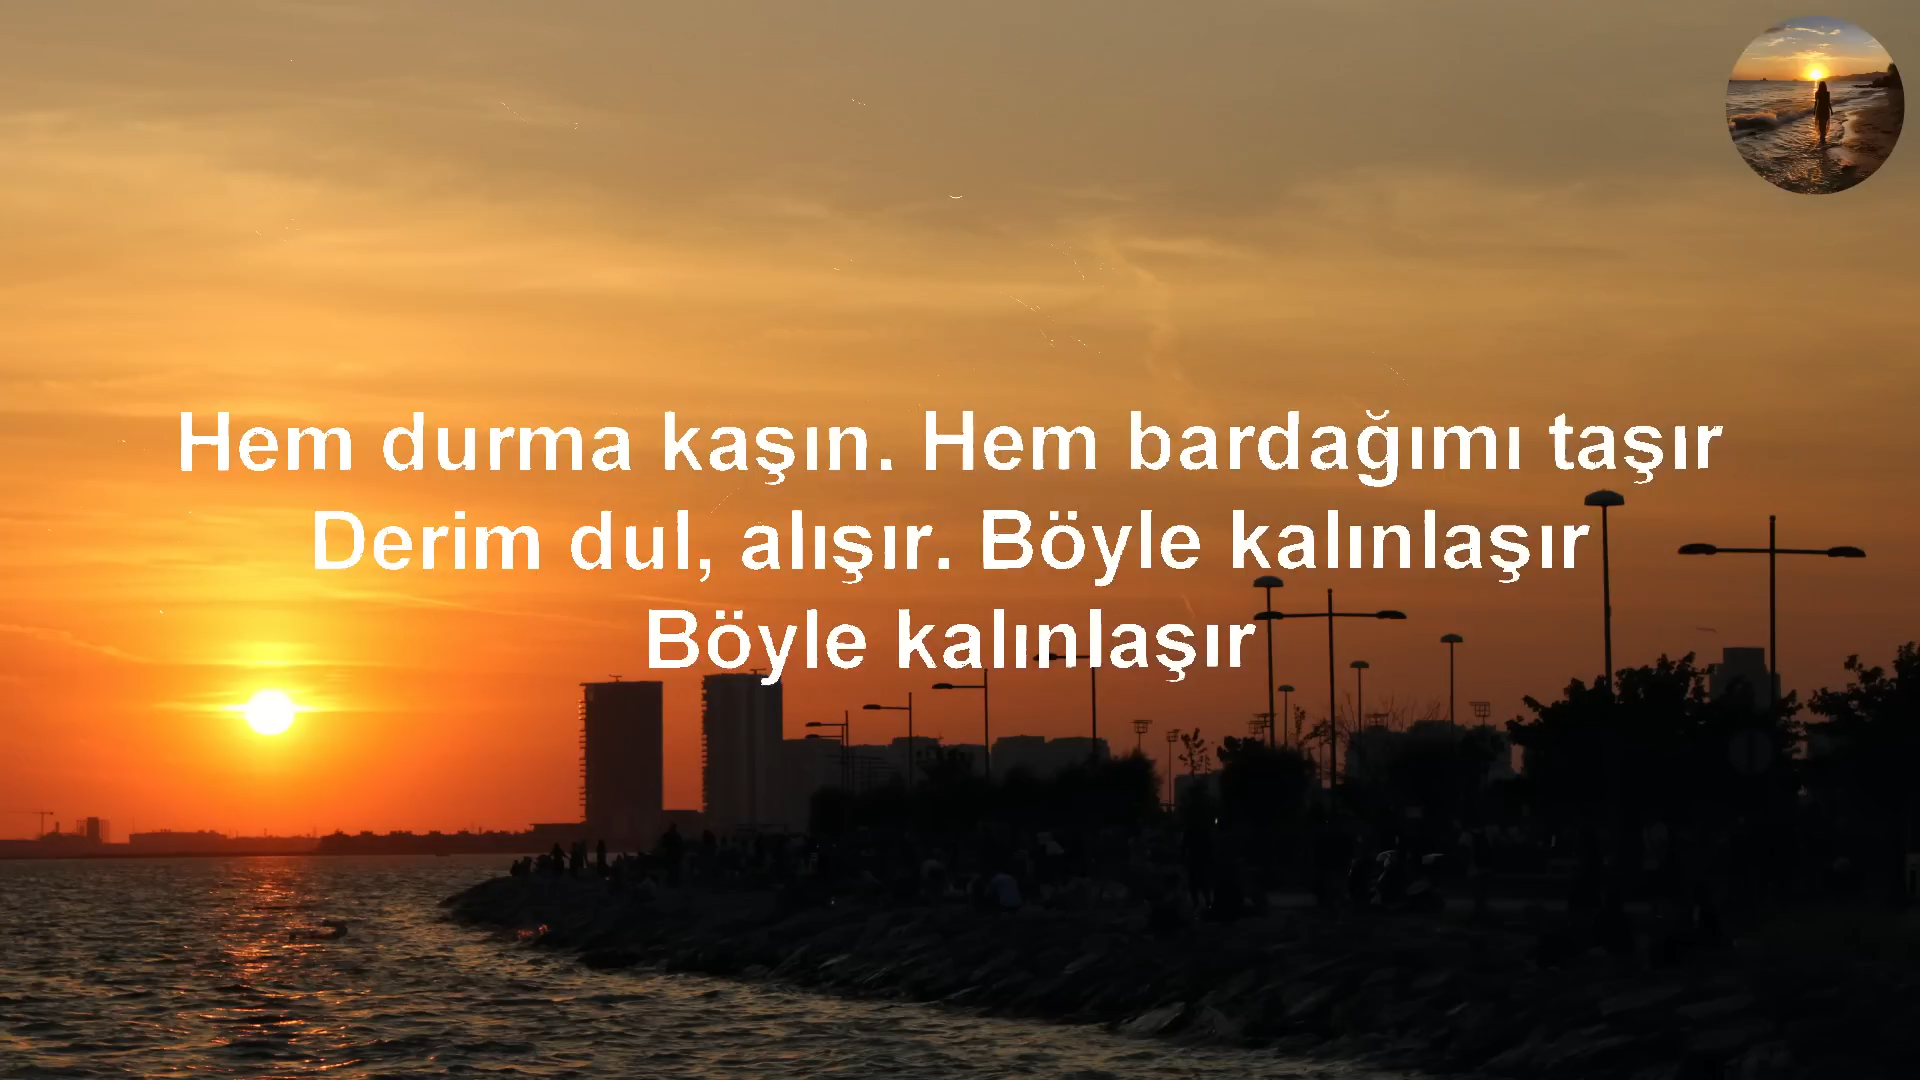 Hem durma kaşın. Hem bardağımı taşır
Derim dul, alışır. Böyle kalınlaşır
Böyle kalınlaşır